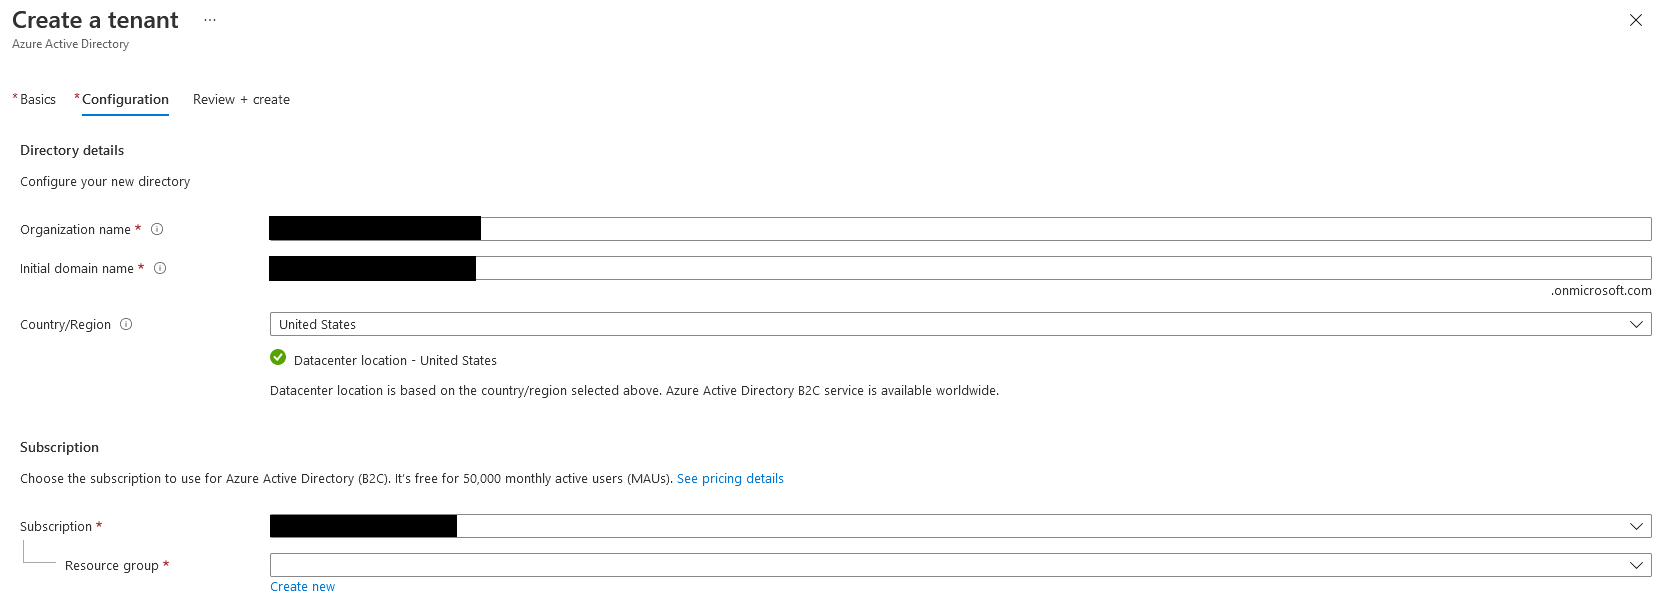 Create a tenant ...
Azure Active Directory
* Basics * Configuration Review + create
Directory details
Configure your new directory
Organization name *
Initial domain name *
.onmicrosoft.com
Country/Region United States
Datacenter location - United States
Datacenter location is based on the country/region selected above. Azure Active Directory B2C service is available worldwide.
Subscription
Choose the subscription to use for Azure Active Directory (B2C). It's free for 50,000 monthly active users (MAUs). See pricing details
Subscription *
Resource group *
Create new